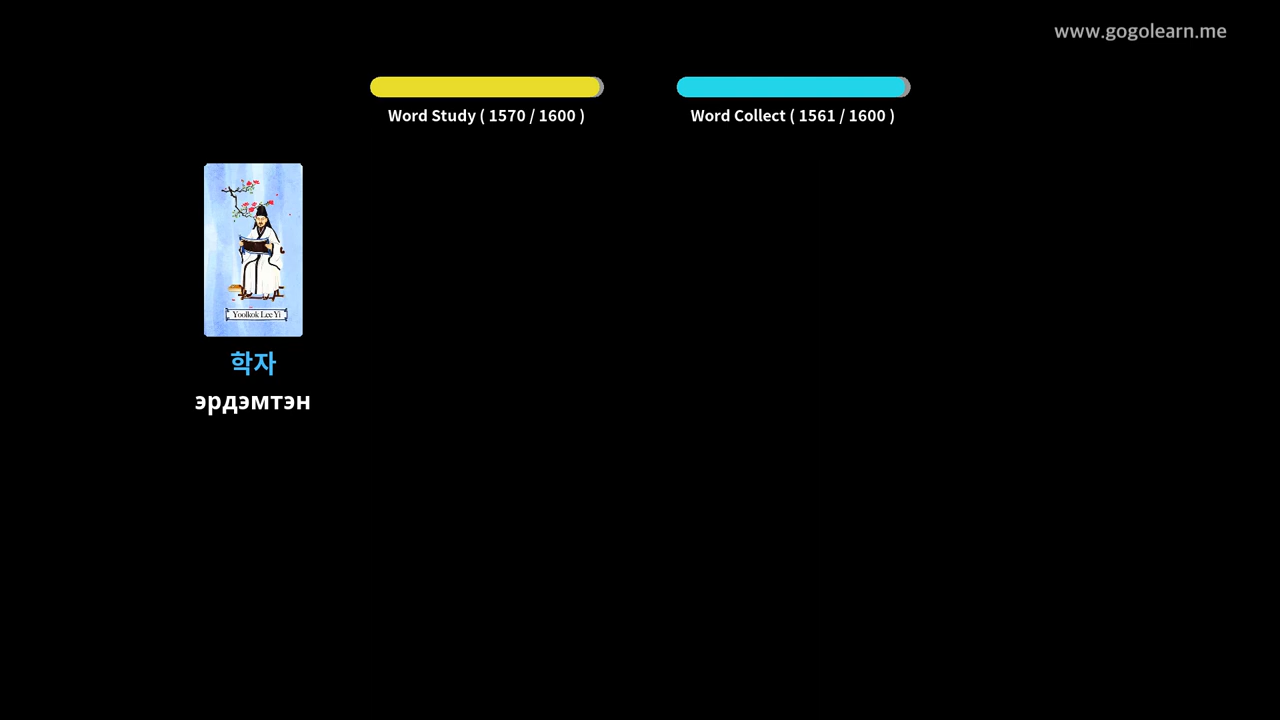 www.gogolearn.me
Word Study ( 1570 / 1600 )
Word Collect ( 1561 / 1600 )
Yoolkok Lee Yi
학자
эрдэмтэн